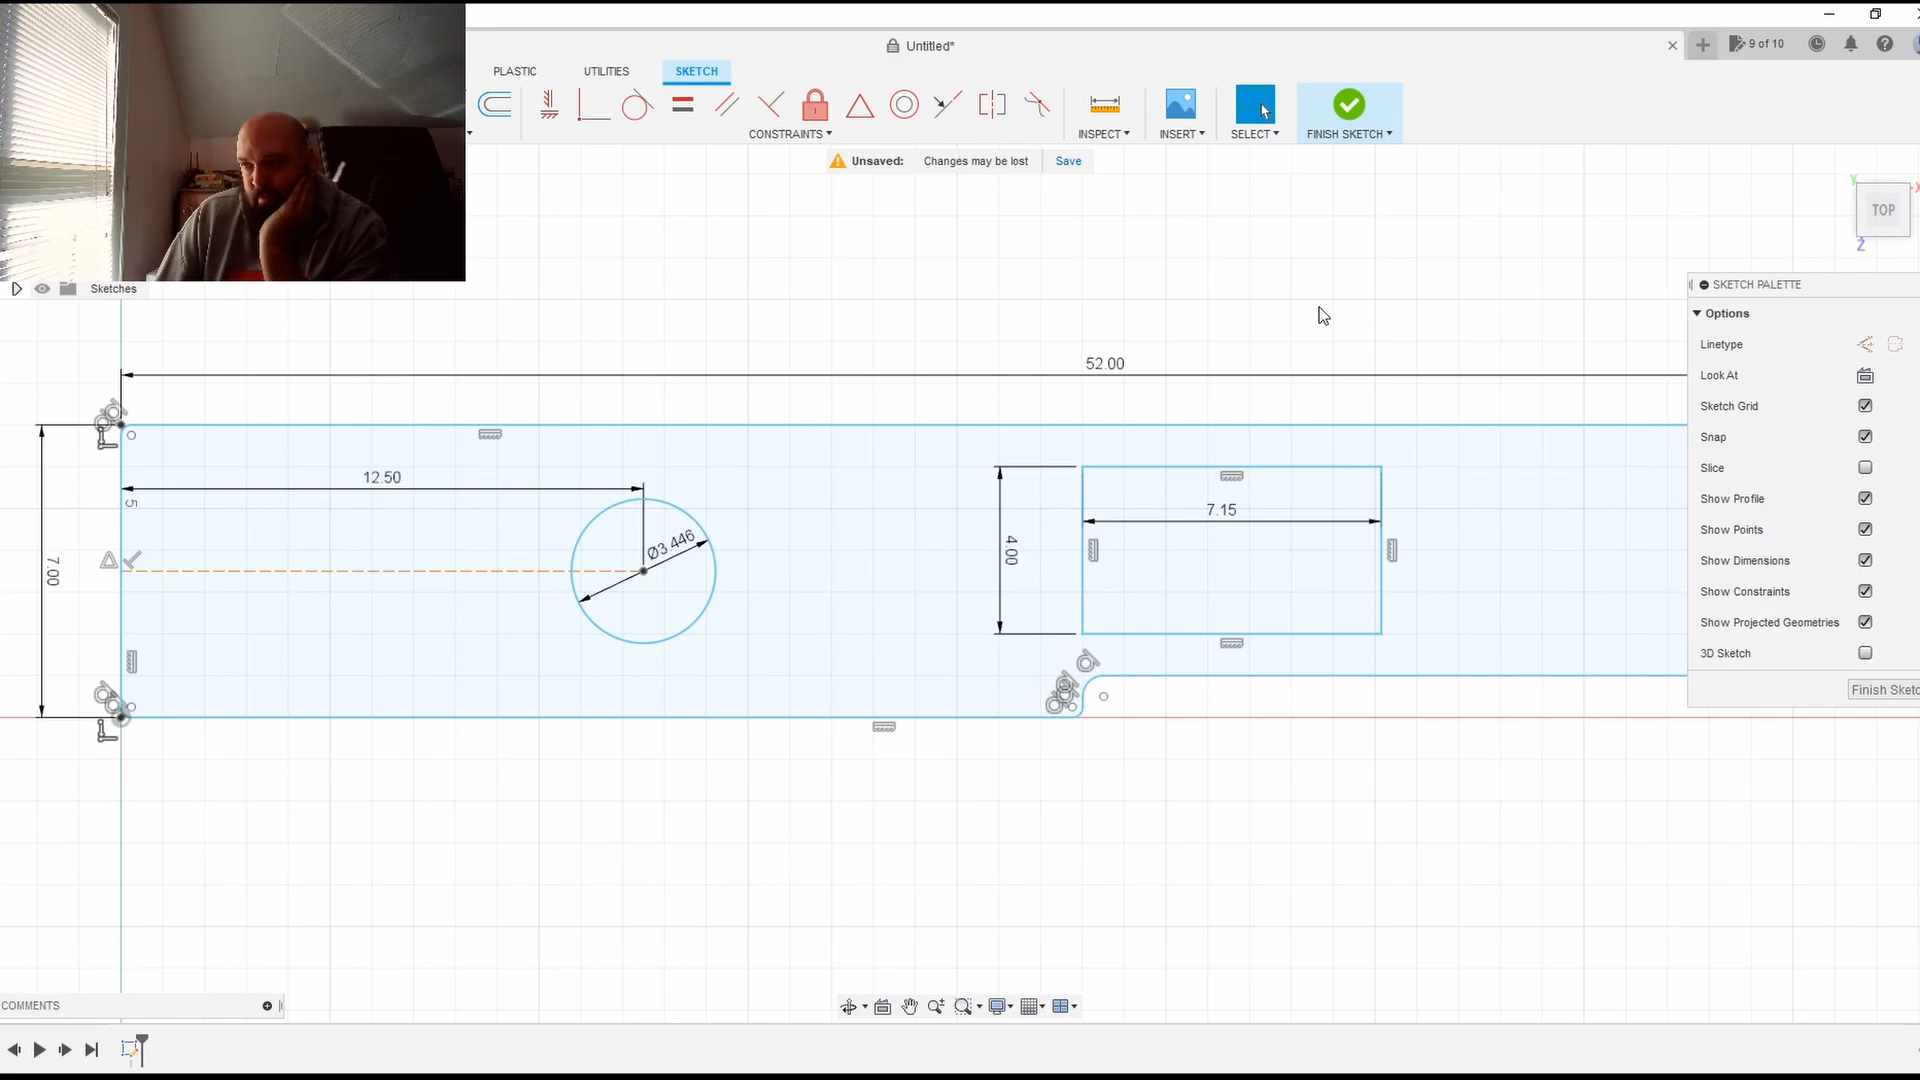 Untitled*
9 of 10
PLASTIC
UTILITIES
SKETCH
CONSTRAINTS
INSPECT
INSERT
SELECT
FINISH SKETCH
Unsaved:
Changes may be lost
Save
Y
X
TOP
Z
Sketches
SKETCH PALETTE
Options
Linetype
Look At
Sketch Grid
Snap
Slice
Show Profile
Show Points
Show Dimensions
Show Constraints
Show Projected Geometries
3D Sketch
Finish Sketc
52.00
12.50
Ø3.446
7.00
5
4.00
7.15
COMMENTS